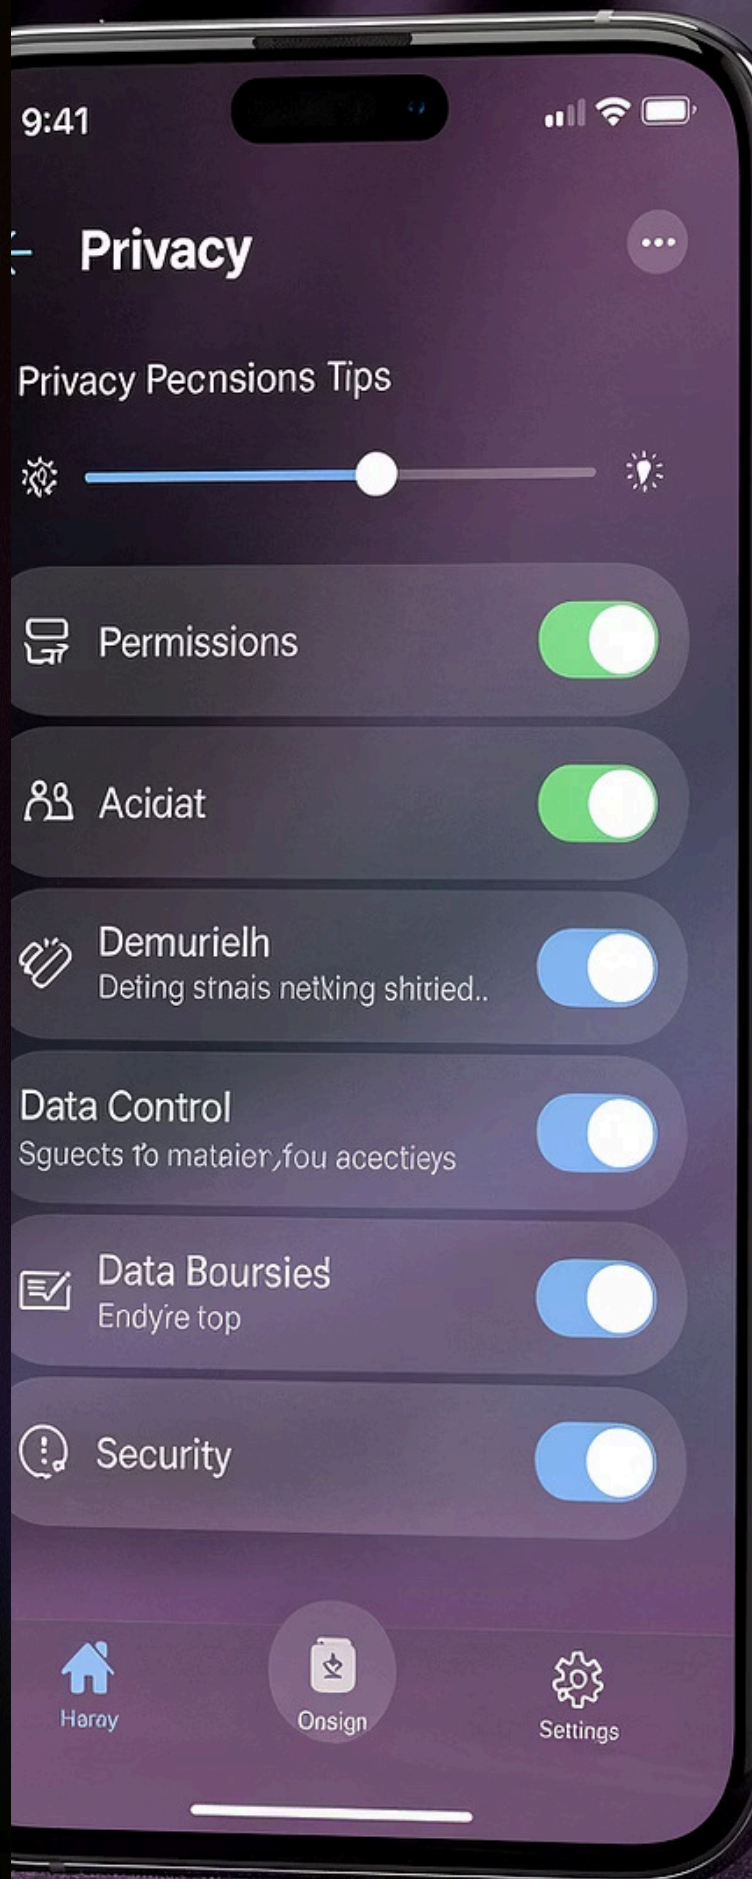 9:41
Privacy
Privacy Pecnsions Tips
Permissions
Acidat
Demurielh
Deting stnais netking shitied..
Data Control
Sguects to mataier,fou acectieys
Data Boursies
Endyre top
Security
Haray
Onsign
Settings